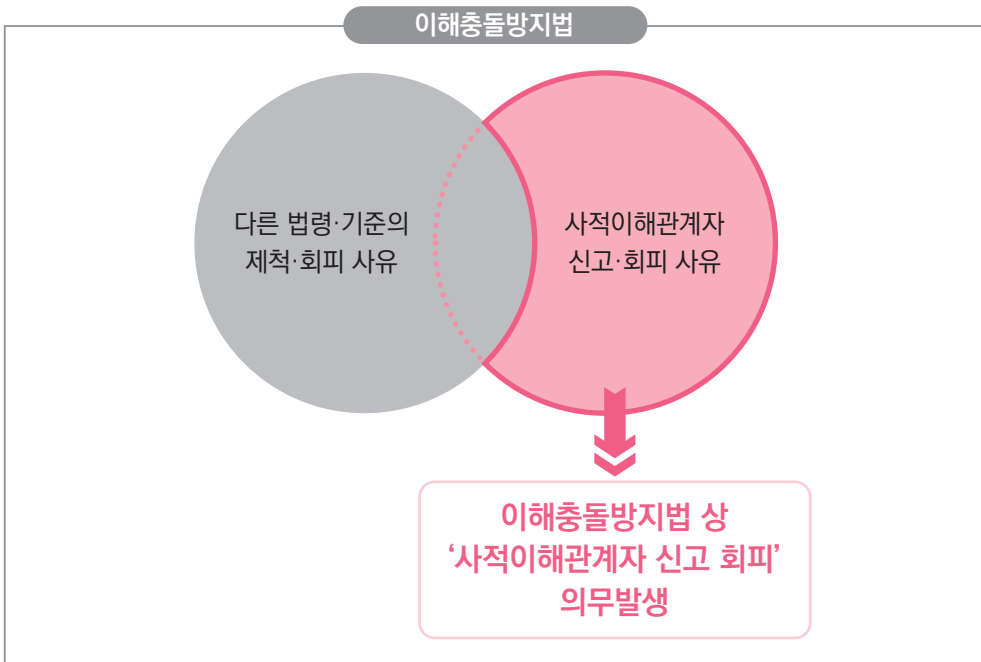 이해충돌방지법
다른 법령·기준의
제척·회피 사유
사적이해관계자
신고·회피 사유
이해충돌방지법 상
‘사적이해관계자 신고 회피’
의무발생